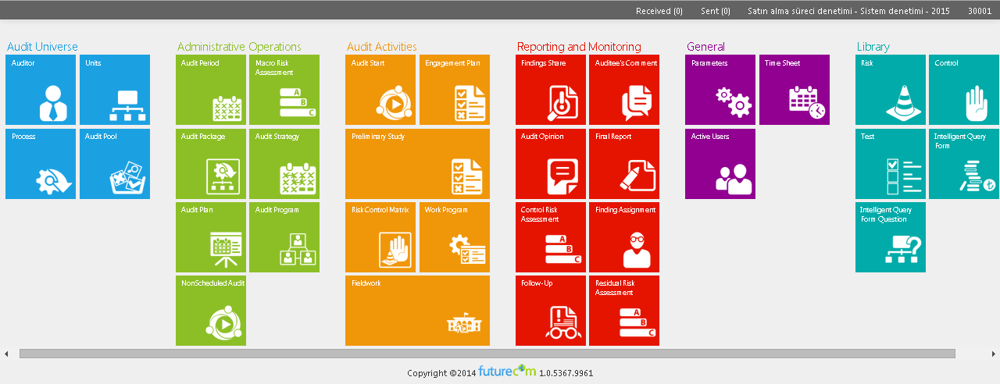 Received (0) Sent (0) Satın alma süreci denetimi - Sistem denetimi - 2015 30001
Audit Universe
Auditor
Units
Process
Audit Pool
Administrative Operations
Audit Period
Macro Risk
Assessment
Audit Package
Audit Strategy
Audit Plan
Audit Program
NonScheduled Audit
Audit Activities
Audit Start
Engagement Plan
Preliminary Study
Risk Control Matrix
Work Program
Fieldwork
Reporting and Monitoring
Findings Share
Auditee's Comment
Audit Opinion
Final Report
Control Risk
Assessment
A
B
C
Finding Assignment
Follow-Up
Residual Risk
Assessment
A
B
C
General
Parameters
Time Sheet
Active Users
Library
Risk
Control
Test
Intelligent Query
Form
Intelligent Query
Form Question
Copyright ©2014 futurecom 1.0.5367.9961